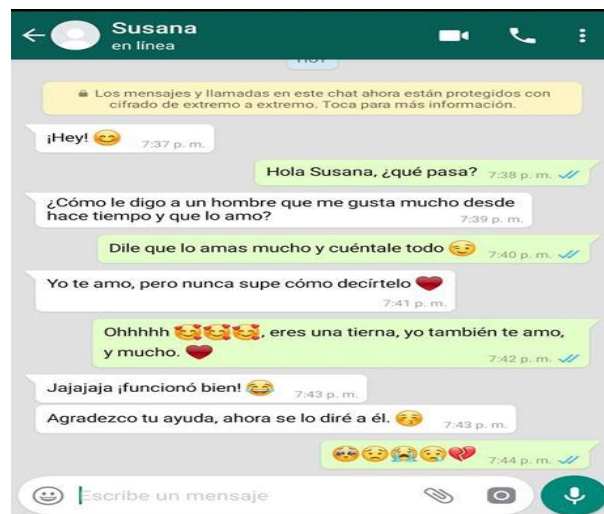 Susana
en línea
HOY
Los mensajes y llamadas en este chat ahora están protegidos con
cifrado de extremo a extremo. Toca para más información.
¡Hey! 😊 7:37 p. m.
Hola Susana, ¿qué pasa? 7:38 p. m.
¿Cómo le digo a un hombre que me gusta mucho desde
hace tiempo y que lo amo? 7:39 p. m.
Dile que lo amas mucho y cuéntale todo 😉 7:40 p. m.
Yo te amo, pero nunca supe cómo decírtelo ❤️
7:41 p. m.
Ohhhhh 🥰🥰🥰, eres una tierna, yo también te amo,
y mucho. ❤️ 7:42 p. m.
Jajajaja ¡funcionó bien! 😂 7:43 p. m.
Agradezco tu ayuda, ahora se lo diré a él. 😚 7:43 p. m.
🥺😟😭😢💔 7:44 p. m.
Escribe un mensaje